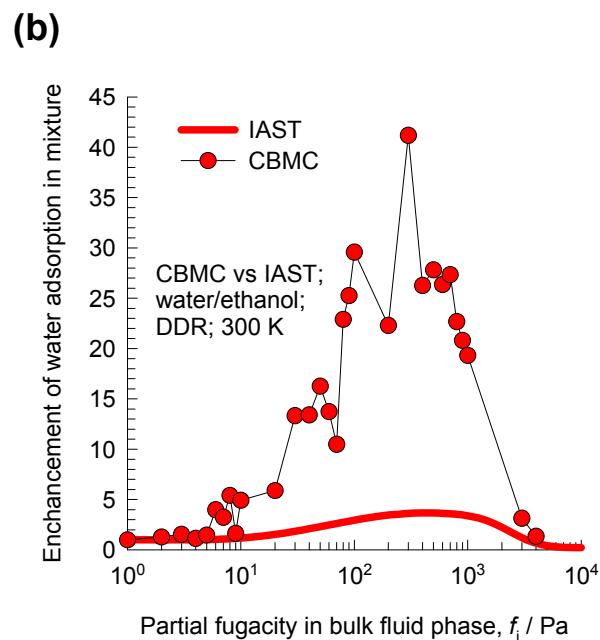 (b)
Enchancement of water adsorption in mixture
45
40
35
30
25
20
15
10
5
0
IAST
CBMC
CBMC vs IAST;
water/ethanol;
DDR; 300 K
10⁰ 10¹ 10² 10³ 10⁴
Partial fugacity in bulk fluid phase, fᵢ / Pa